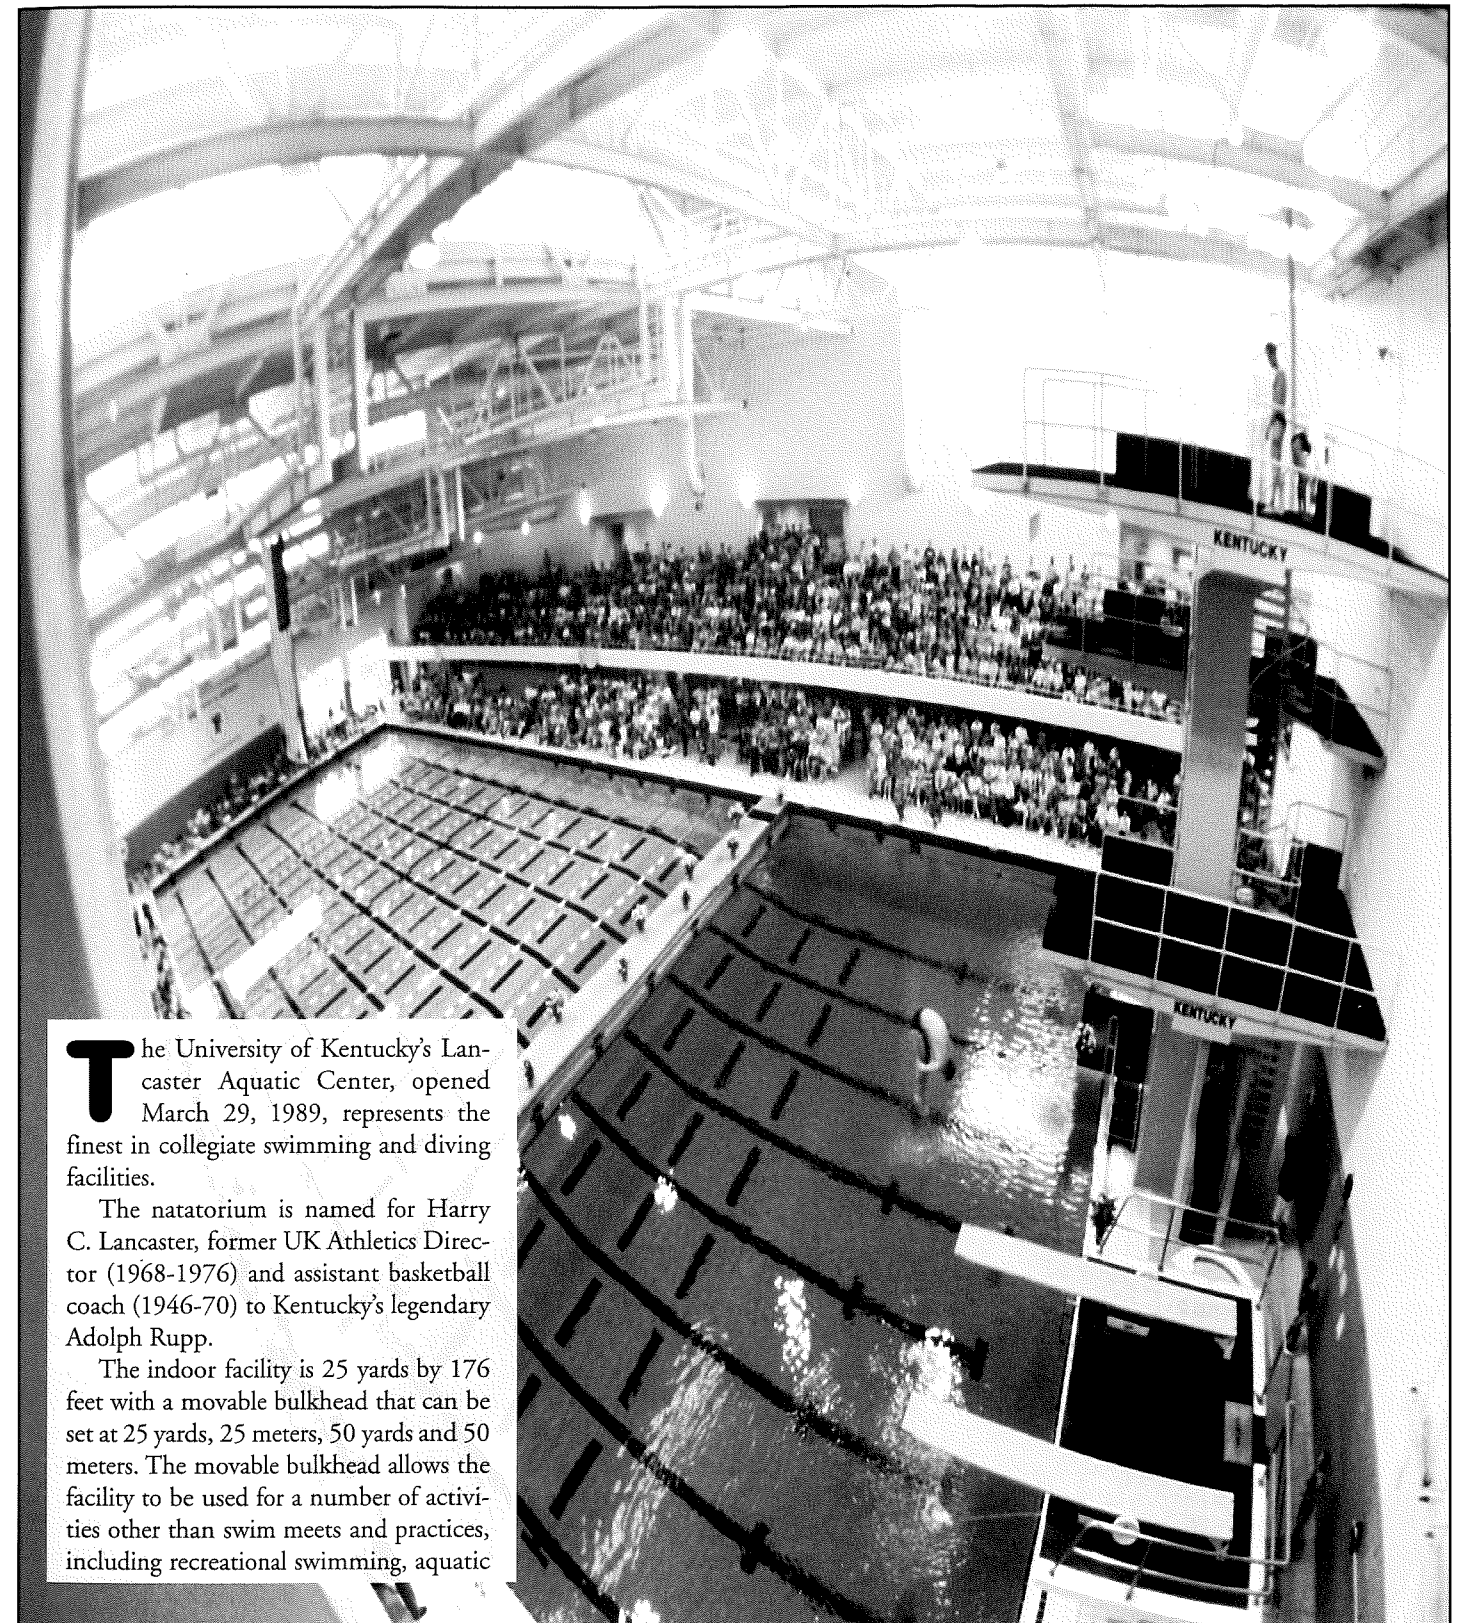 KENTUCKY
KENTUCKY
The University of Kentucky's Lan-
caster Aquatic Center, opened
March 29, 1989, represents the
finest in collegiate swimming and diving
facilities.
The natatorium is named for Harry
C. Lancaster, former UK Athletics Direc-
tor (1968-1976) and assistant basketball
coach (1946-70) to Kentucky's legendary
Adolph Rupp.
The indoor facility is 25 yards by 176
feet with a movable bulkhead that can be
set at 25 yards, 25 meters, 50 yards and 50
meters. The movable bulkhead allows the
facility to be used for a number of activi-
ties other than swim meets and practices,
including recreational swimming, aquatic